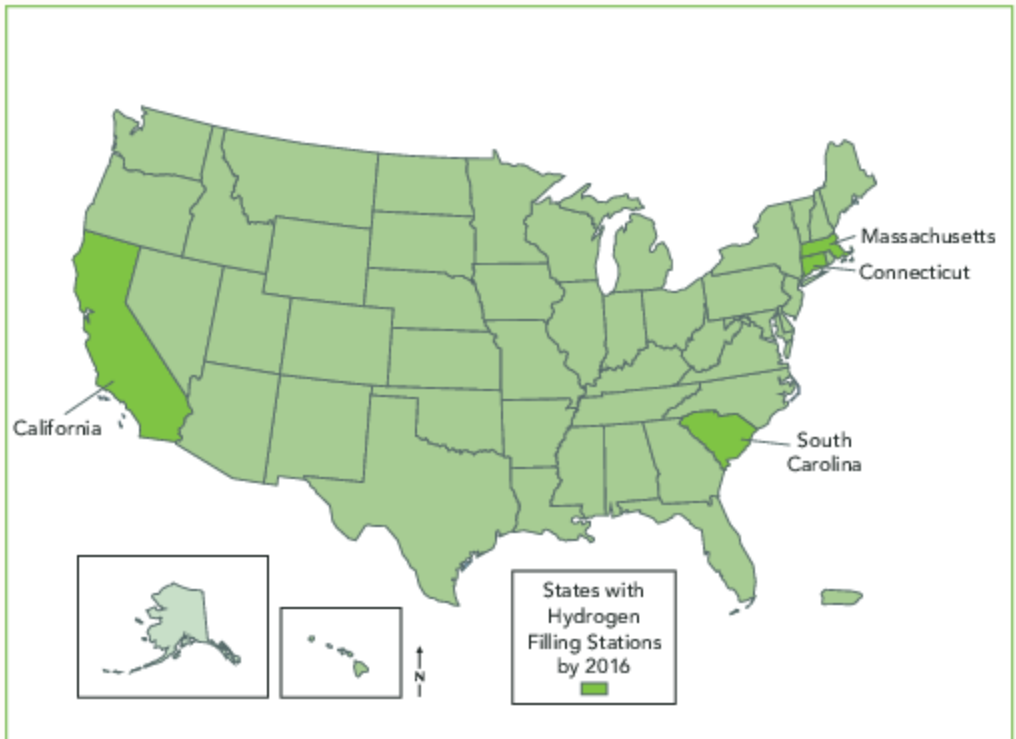 Massachusetts
Connecticut
California
South
Carolina
States with
Hydrogen
Filling Stations
by 2016
N